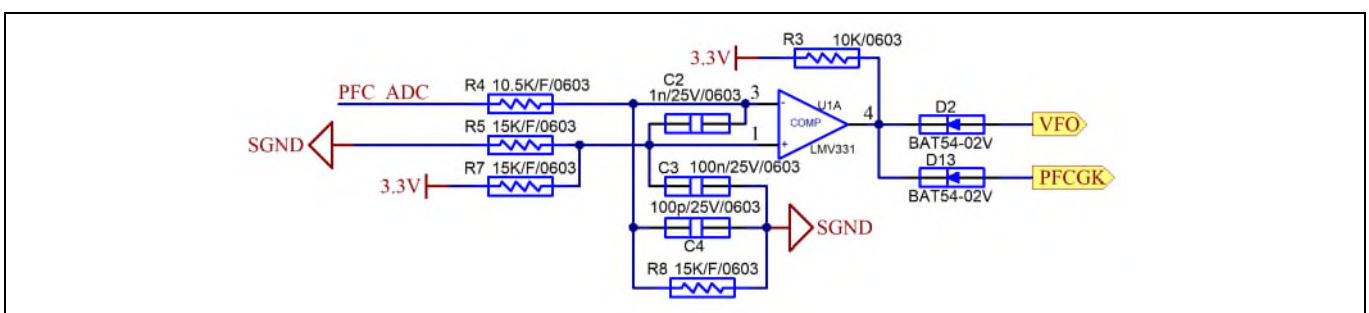 R3 10K/0603
3.3V
C2
PFC ADC
R4 10.5K/F/0603
1n/25V/0603
3
U1A
4
D2
R5 15K/F/0603
COMP
VFO
SGND
1
LMV331
BAT54-02V
R7 15K/F/0603
C3 100n/25V/0603
D13
3.3V
PFCGK
100p/25V/0603
BAT54-02V
SGND
C4
R8 15K/F/0603